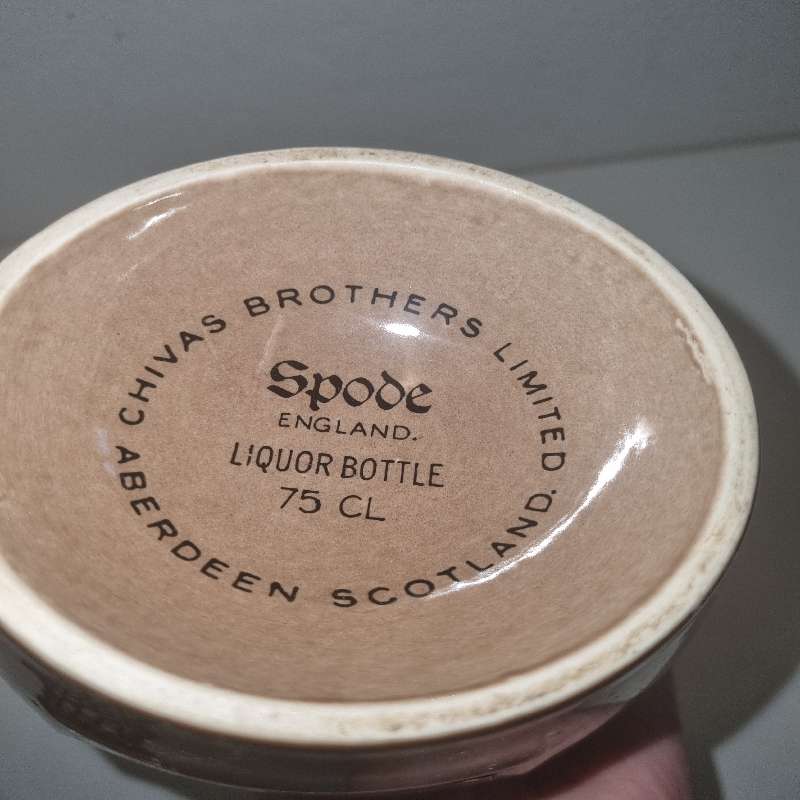 CHIVAS BROTHERS LIMITED.
Spode
ENGLAND.
LIQUOR BOTTLE
75 CL
ABERDEEN SCOTLAND.